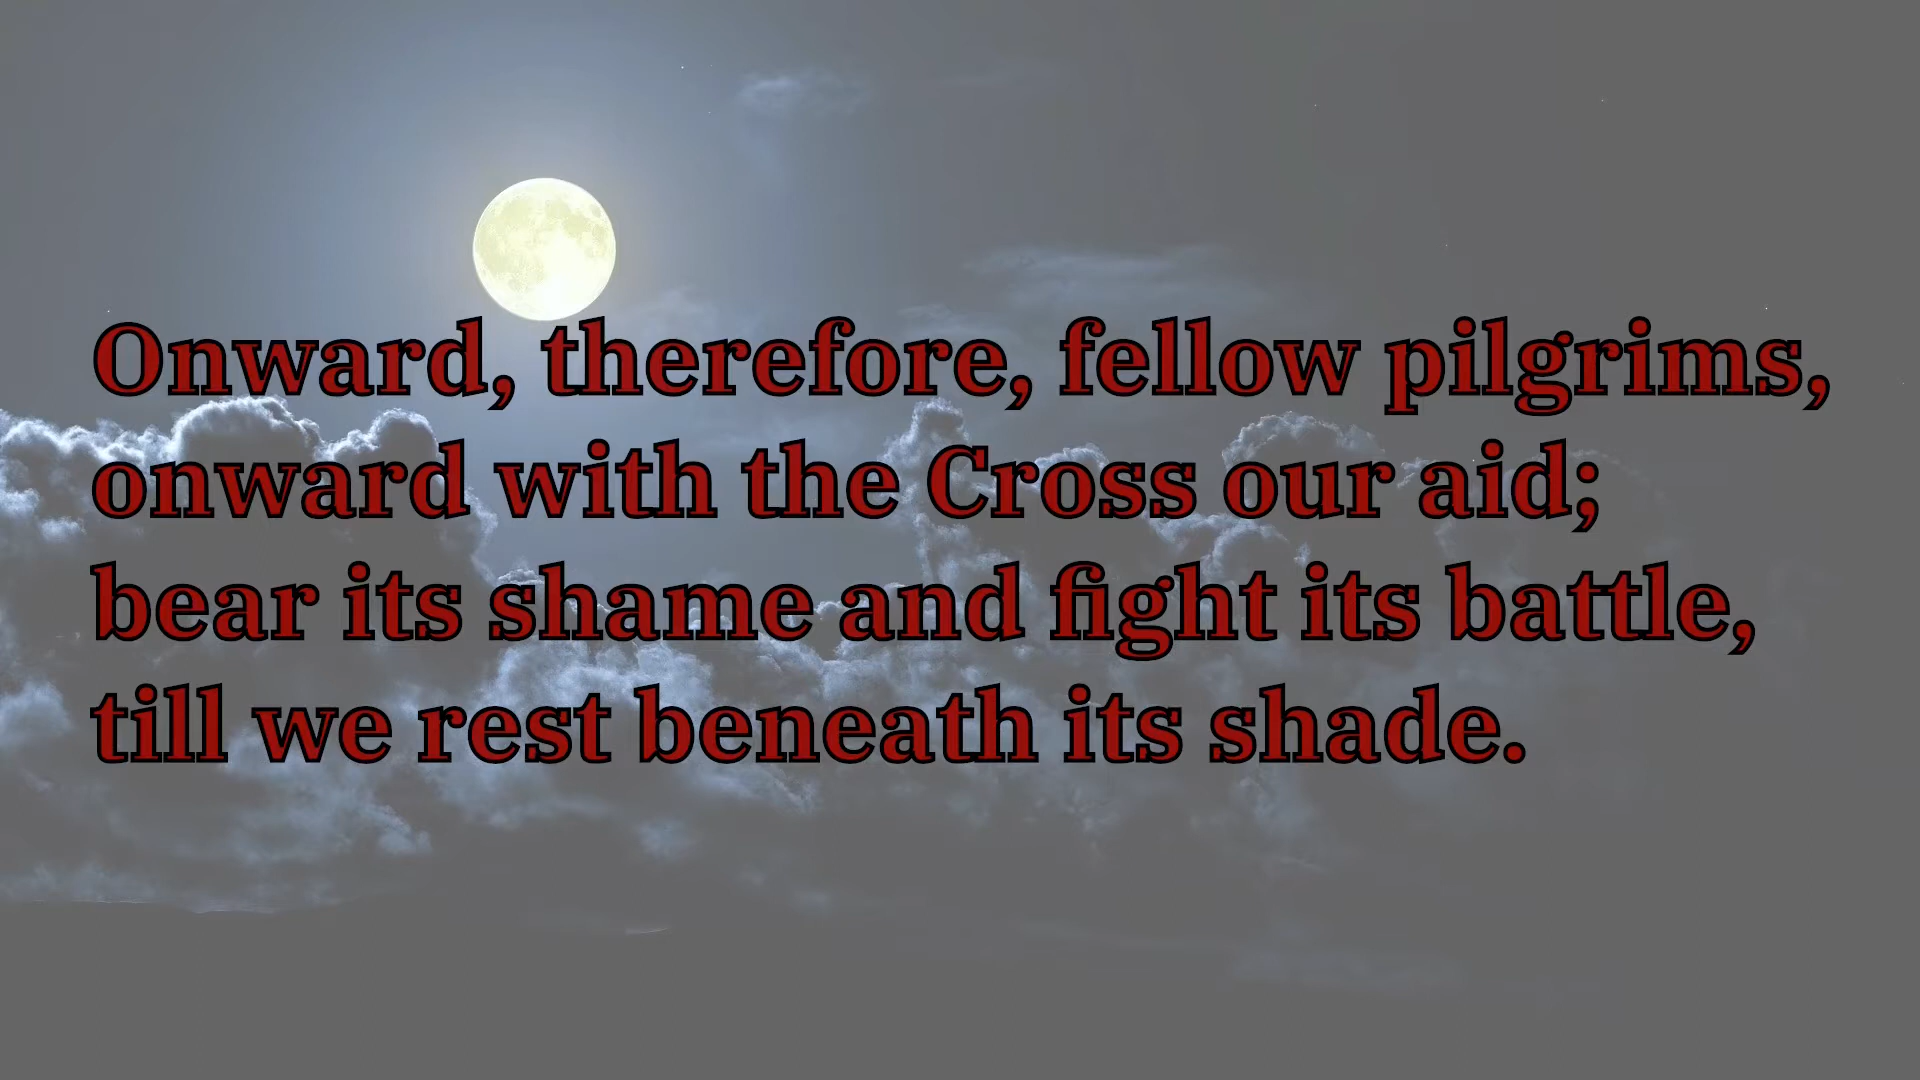 Onward, therefore, fellow pilgrims,
onward with the Cross our aid;
bear its shame and fight its battle,
till we rest beneath its shade.